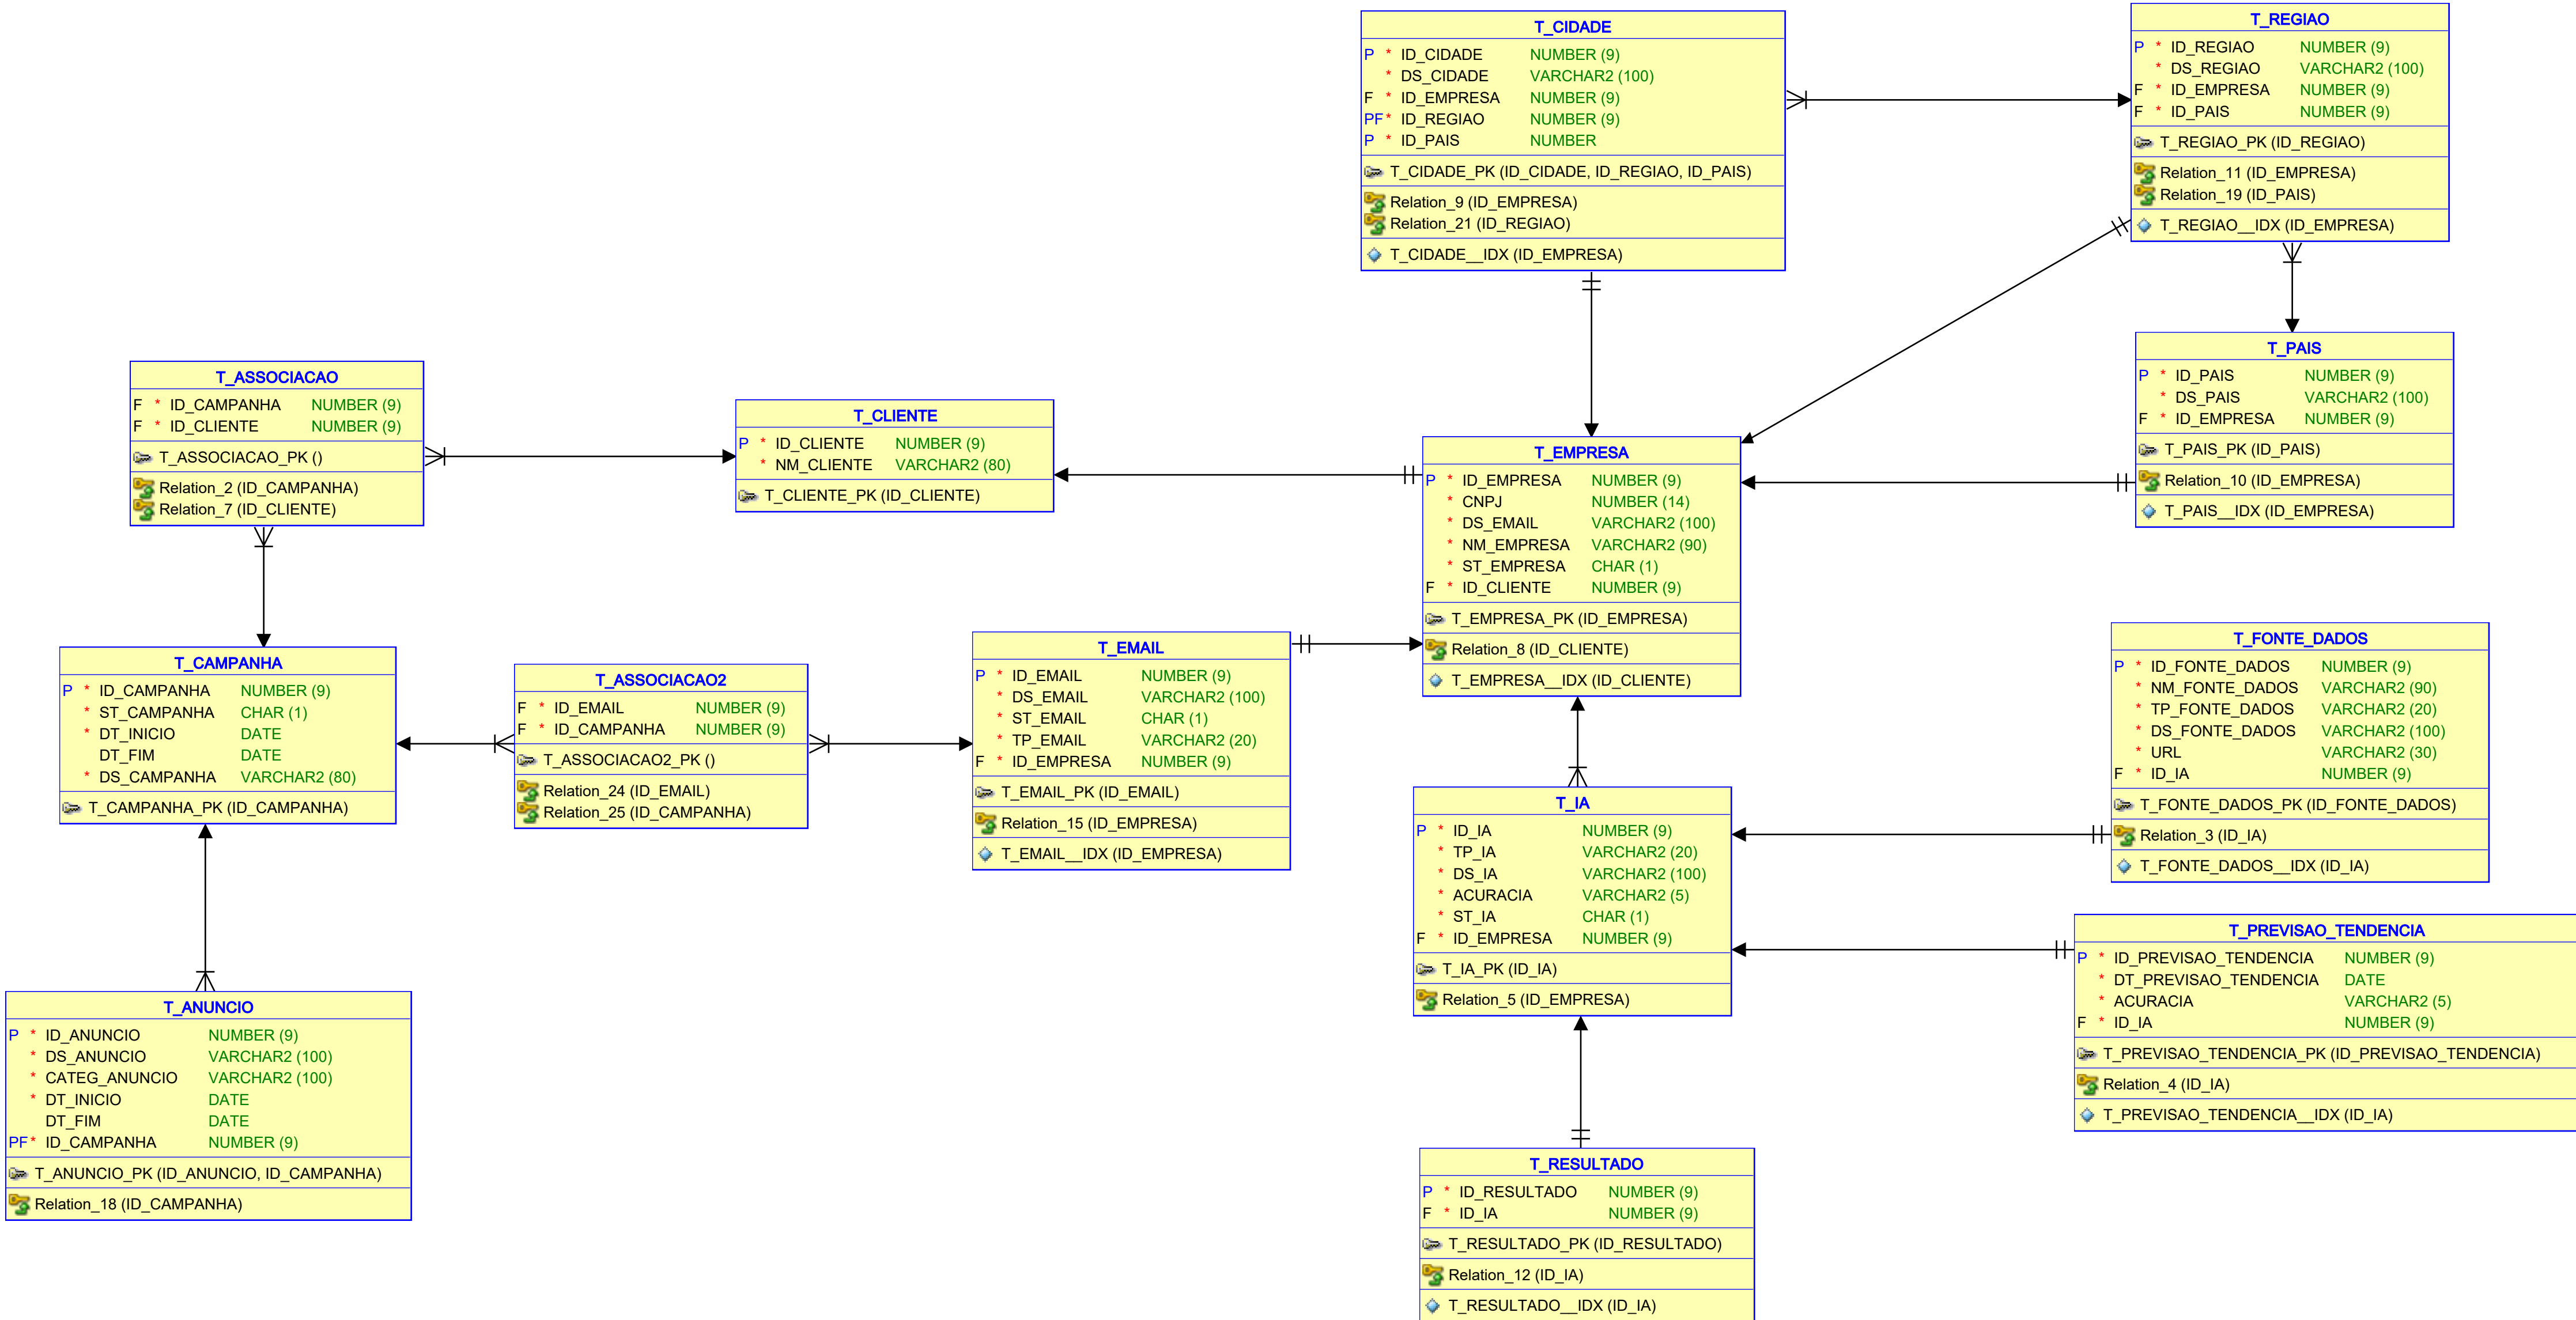 T_CIDADE
P * ID_CIDADE NUMBER (9)
* DS_CIDADE VARCHAR2 (100)
F * ID_EMPRESA NUMBER (9)
PF* ID_REGIAO NUMBER (9)
P * ID_PAIS NUMBER
T_CIDADE_PK (ID_CIDADE, ID_REGIAO, ID_PAIS)
Relation_9 (ID_EMPRESA)
Relation_21 (ID_REGIAO)
T_CIDADE__IDX (ID_EMPRESA)
T_REGIAO
P * ID_REGIAO NUMBER (9)
* DS_REGIAO VARCHAR2 (100)
F * ID_EMPRESA NUMBER (9)
F * ID_PAIS NUMBER (9)
T_REGIAO_PK (ID_REGIAO)
Relation_11 (ID_EMPRESA)
Relation_19 (ID_PAIS)
T_REGIAO__IDX (ID_EMPRESA)
T_PAIS
P * ID_PAIS NUMBER (9)
* DS_PAIS VARCHAR2 (100)
F * ID_EMPRESA NUMBER (9)
T_PAIS_PK (ID_PAIS)
Relation_10 (ID_EMPRESA)
T_PAIS__IDX (ID_EMPRESA)
T_ASSOCIACAO
F * ID_CAMPANHA NUMBER (9)
F * ID_CLIENTE NUMBER (9)
T_ASSOCIACAO_PK ()
Relation_2 (ID_CAMPANHA)
Relation_7 (ID_CLIENTE)
T_CLIENTE
P * ID_CLIENTE NUMBER (9)
* NM_CLIENTE VARCHAR2 (80)
T_CLIENTE_PK (ID_CLIENTE)
T_EMPRESA
P * ID_EMPRESA NUMBER (9)
* CNPJ NUMBER (14)
* DS_EMAIL VARCHAR2 (100)
* NM_EMPRESA VARCHAR2 (90)
* ST_EMPRESA CHAR (1)
F * ID_CLIENTE NUMBER (9)
T_EMPRESA_PK (ID_EMPRESA)
Relation_8 (ID_CLIENTE)
T_EMPRESA__IDX (ID_CLIENTE)
T_CAMPANHA
P * ID_CAMPANHA NUMBER (9)
* ST_CAMPANHA CHAR (1)
* DT_INICIO DATE
DT_FIM DATE
* DS_CAMPANHA VARCHAR2 (80)
T_CAMPANHA_PK (ID_CAMPANHA)
T_ASSOCIACAO2
F * ID_EMAIL NUMBER (9)
F * ID_CAMPANHA NUMBER (9)
T_ASSOCIACAO2_PK ()
Relation_24 (ID_EMAIL)
Relation_25 (ID_CAMPANHA)
T_EMAIL
P * ID_EMAIL NUMBER (9)
* DS_EMAIL VARCHAR2 (100)
* ST_EMAIL CHAR (1)
* TP_EMAIL VARCHAR2 (20)
F * ID_EMPRESA NUMBER (9)
T_EMAIL_PK (ID_EMAIL)
Relation_15 (ID_EMPRESA)
T_EMAIL__IDX (ID_EMPRESA)
T_FONTE_DADOS
P * ID_FONTE_DADOS NUMBER (9)
* NM_FONTE_DADOS VARCHAR2 (90)
* TP_FONTE_DADOS VARCHAR2 (20)
* DS_FONTE_DADOS VARCHAR2 (100)
* URL VARCHAR2 (30)
F * ID_IA NUMBER (9)
T_FONTE_DADOS_PK (ID_FONTE_DADOS)
Relation_3 (ID_IA)
T_FONTE_DADOS__IDX (ID_IA)
T_IA
P * ID_IA NUMBER (9)
* TP_IA VARCHAR2 (20)
* DS_IA VARCHAR2 (100)
* ACURACIA VARCHAR2 (5)
* ST_IA CHAR (1)
F * ID_EMPRESA NUMBER (9)
T_IA_PK (ID_IA)
Relation_5 (ID_EMPRESA)
T_PREVISAO_TENDENCIA
P * ID_PREVISAO_TENDENCIA NUMBER (9)
* DT_PREVISAO_TENDENCIA DATE
* ACURACIA VARCHAR2 (5)
F * ID_IA NUMBER (9)
T_PREVISAO_TENDENCIA_PK (ID_PREVISAO_TENDENCIA)
Relation_4 (ID_IA)
T_PREVISAO_TENDENCIA__IDX (ID_IA)
T_ANUNCIO
P * ID_ANUNCIO NUMBER (9)
* DS_ANUNCIO VARCHAR2 (100)
* CATEG_ANUNCIO VARCHAR2 (100)
* DT_INICIO DATE
DT_FIM DATE
PF* ID_CAMPANHA NUMBER (9)
T_ANUNCIO_PK (ID_ANUNCIO, ID_CAMPANHA)
Relation_18 (ID_CAMPANHA)
T_RESULTADO
P * ID_RESULTADO NUMBER (9)
F * ID_IA NUMBER (9)
T_RESULTADO_PK (ID_RESULTADO)
Relation_12 (ID_IA)
T_RESULTADO__IDX (ID_IA)